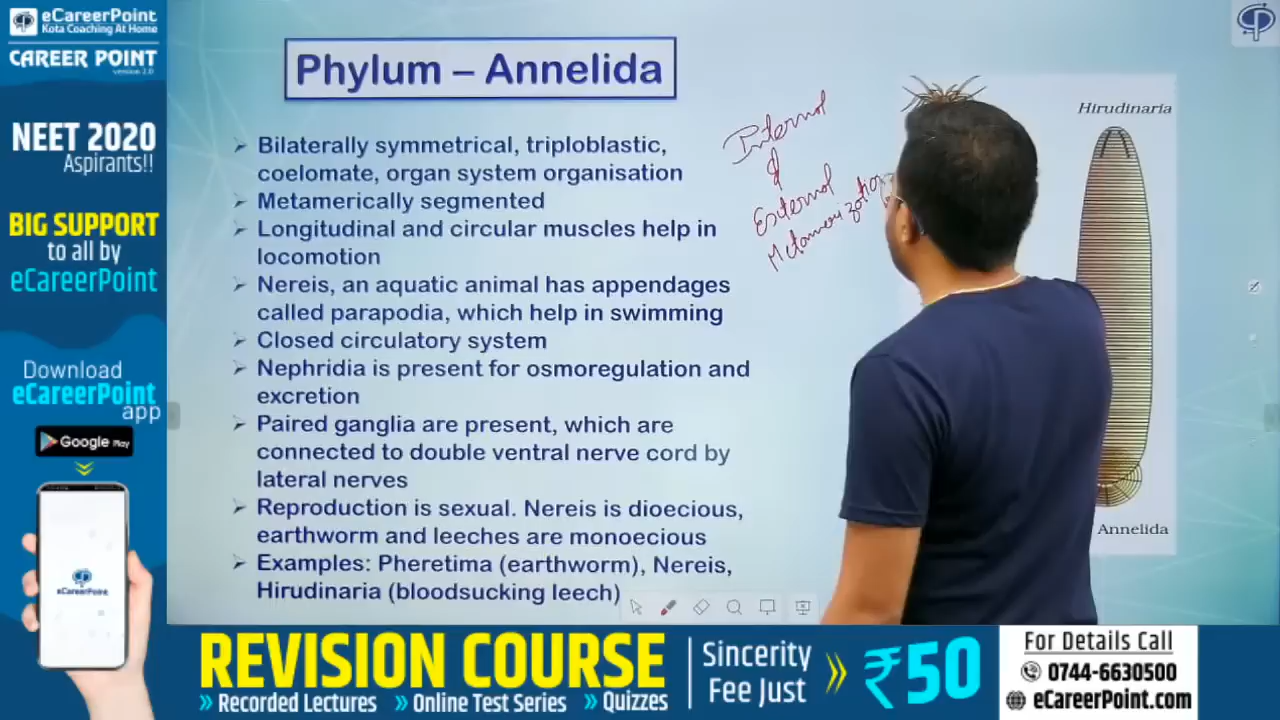 eCareerPoint
Kota Coaching At Home
CAREER POINT
version 2.0
NEET 2020
Aspirants!!
BIG SUPPORT
to all by
eCareerPoint
Download
eCareerPoint
app
Google Play
eCareerPoint
Phylum – Annelida
Bilaterally symmetrical, triploblastic,
coelomate, organ system organisation
Metamerically segmented
Longitudinal and circular muscles help in
locomotion
Nereis, an aquatic animal has appendages
called parapodia, which help in swimming
Closed circulatory system
Nephridia is present for osmoregulation and
excretion
Paired ganglia are present, which are
connected to double ventral nerve cord by
lateral nerves
Reproduction is sexual. Nereis is dioecious,
earthworm and leeches are monoecious
Examples: Pheretima (earthworm), Nereis,
Hirudinaria (bloodsucking leech)
Internal
&
External
Metamerization
Hirudinaria
Annelida
REVISION COURSE
» Recorded Lectures » Online Test Series » Quizzes
Sincerity
Fee Just
» ₹50
For Details Call
0744-6630500
eCareerPoint.com